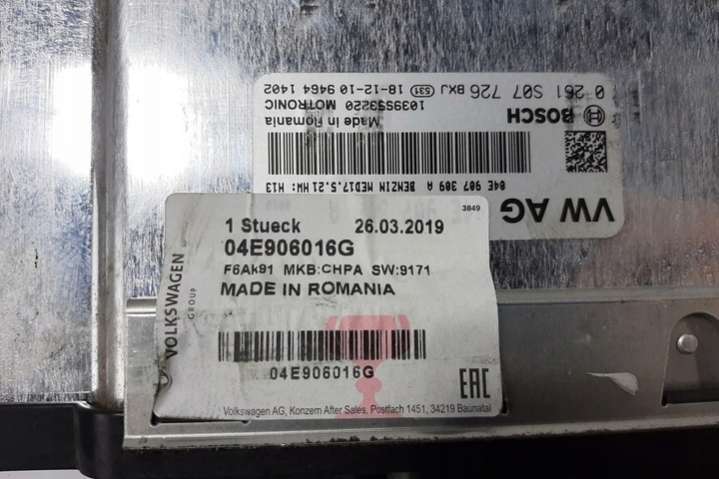 VW AG
04E 907 309 A BENZIN MED17.5.21 HW: H13
Made in Romania
BOSCH
1039S53220 MOTRONIC
0 261 S07 726 BXJ 531 18-12-10 9464 1402
3849
1 Stueck 26.03.2019
04E906016G
F6Ak91 MKB:CHPA SW:9171
MADE IN ROMANIA
VOLKSWAGEN
GROUP
04E906016G
EAC
Volkswagen AG, Konzern After Sales, Postfach 1451, 34219 Baunatal